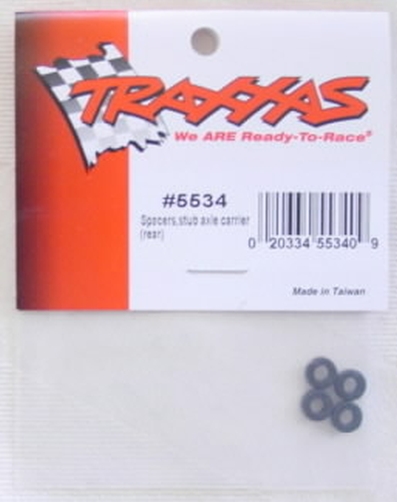 TRAXXAS
We ARE Ready-To-Race®
#5534
Spacers,stub axle carrier
(rear)
0 20334 55340 9
Made in Taiwan